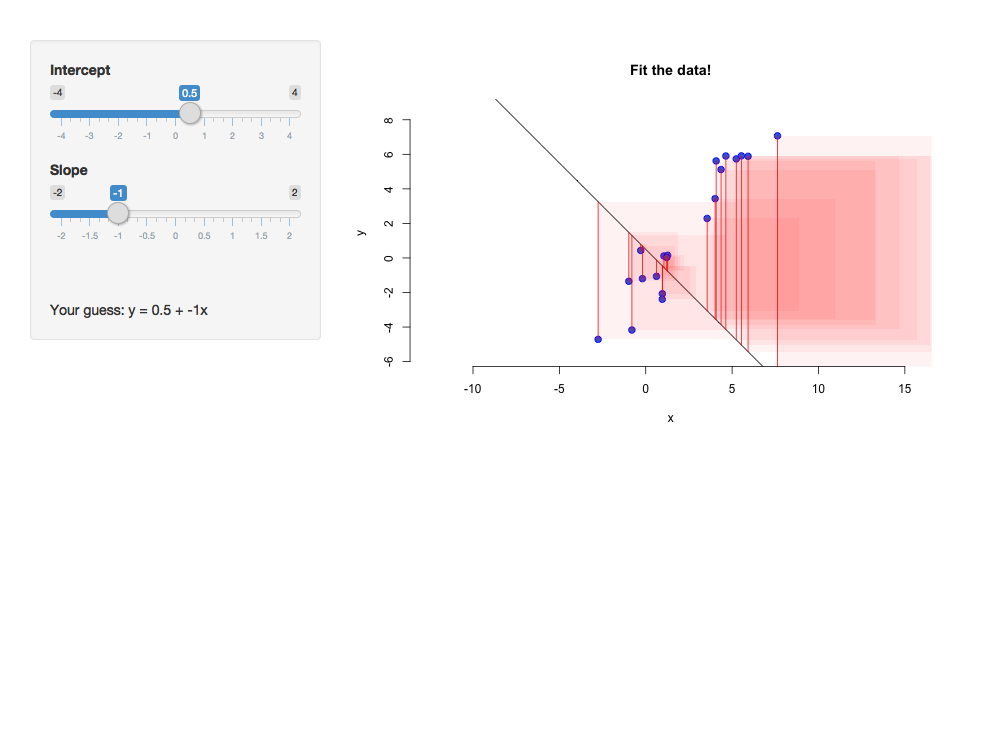 Intercept
-4 0.5 4
-4 -3 -2 -1 0 1 2 3 4
Slope
-2 -1 2
-2 -1.5 -1 -0.5 0 0.5 1 1.5 2
Your guess: y = 0.5 + -1x
Fit the data!
8
6
4
2
0
-2
-4
-6
y
-10 -5 0 5 10 15
x